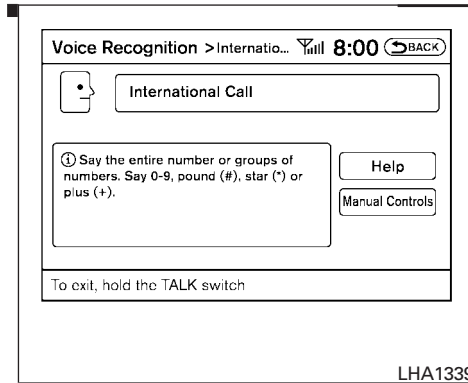 Voice Recognition > Internatio... 8:00 BACK
International Call
i Say the entire number or groups of
numbers. Say 0-9, pound (#), star (*) or
plus (+).
Help
Manual Controls
To exit, hold the TALK switch
LHA1339